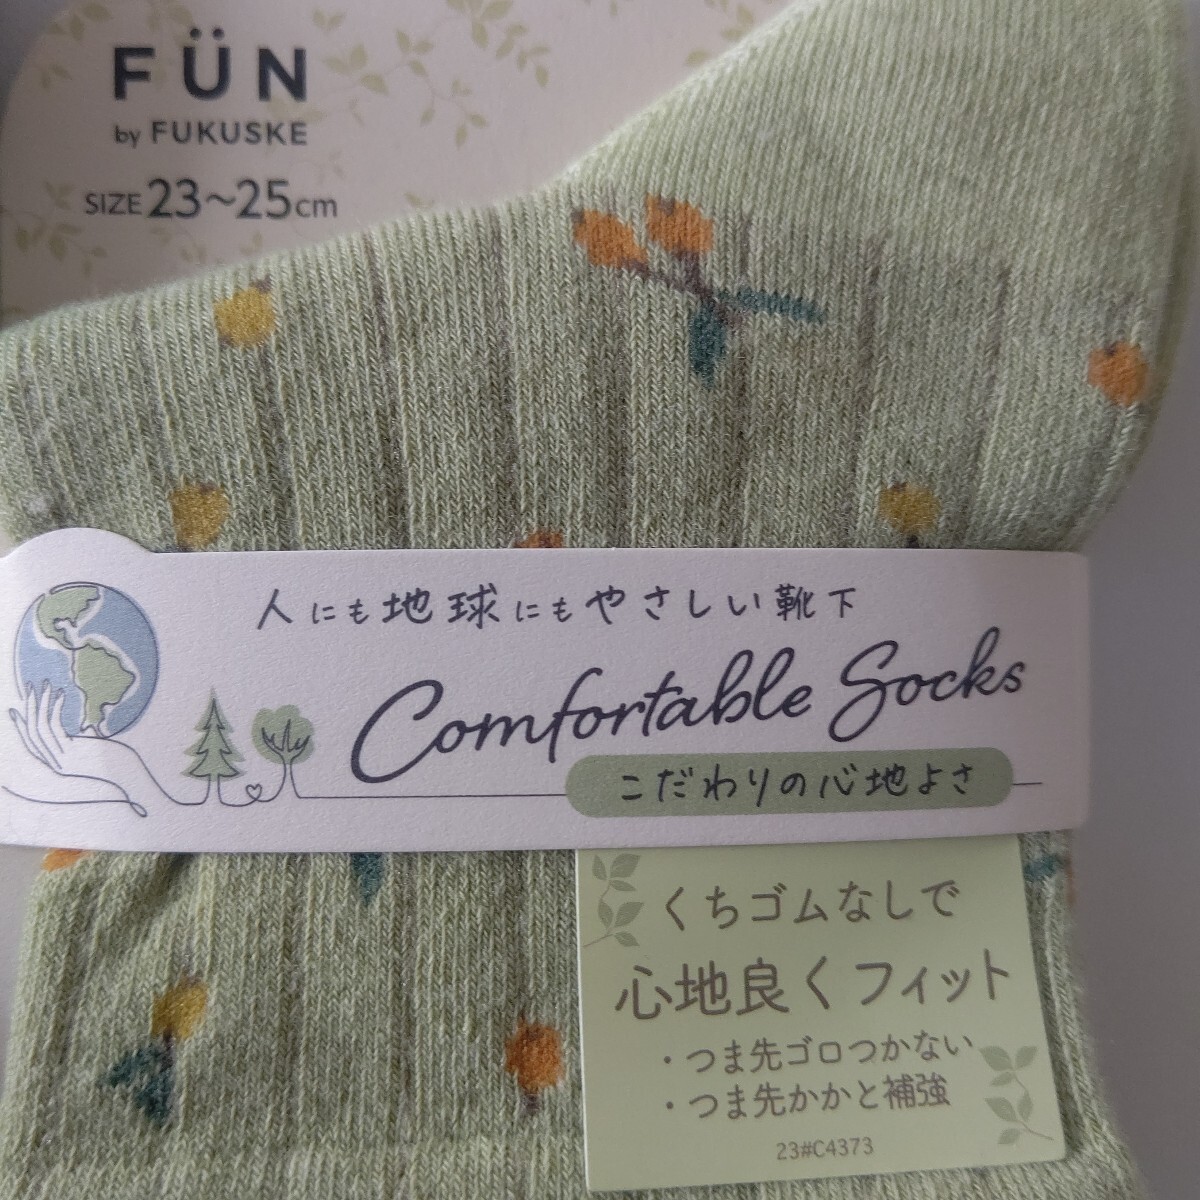 FÜN
by FUKUSKE
SIZE 23~25cm
人にも地球にもやさしい靴下
Comfortable Socks
こだわりの心地よさ
くちゴムなしで
心地良くフィット
・つま先ゴロつかない
・つま先かかと補強
23#C4373